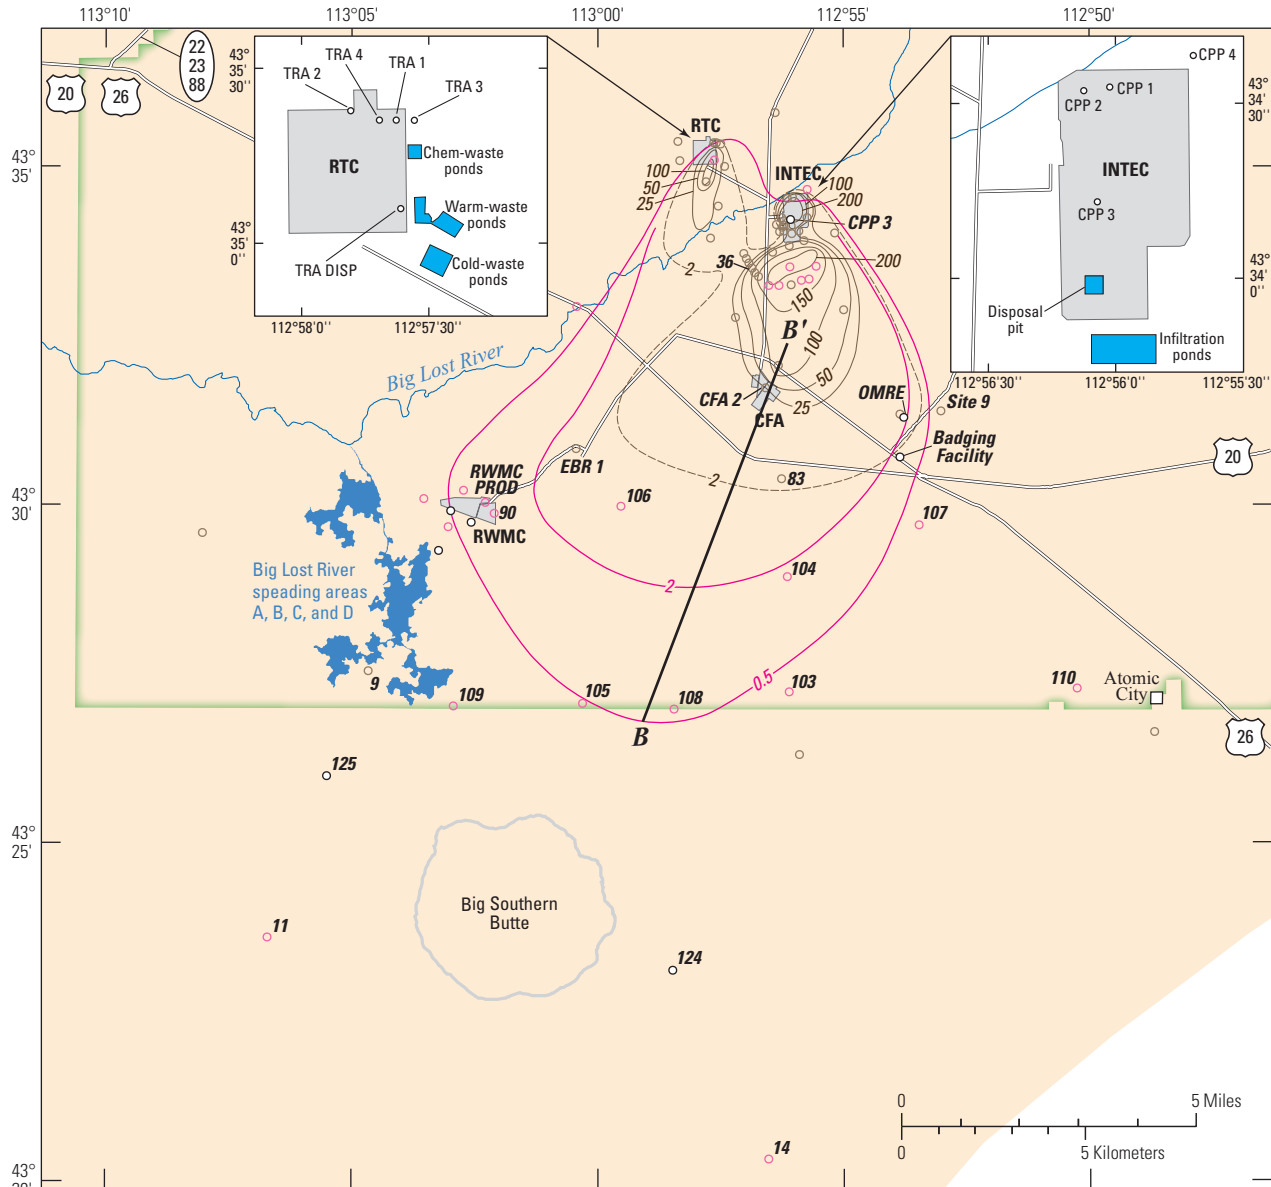 113°10'
113°05'
113°00'
112°55'
112°50'
22
23
88
20
26
43°
35'
30''
TRA 4
TRA 2
TRA 1
TRA 3
RTC
Chem-waste
ponds
Warm-waste
ponds
Cold-waste
ponds
TRA DISP
43°
35'
0''
112°58'0''
112°57'30''
CPP 4
CPP 1
CPP 2
43°
34'
30''
INTEC
CPP 3
43°
34'
0''
Disposal
pit
Infiltration
ponds
112°56'30''
112°56'0''
112°55'30'
43°
35'
RTC
100
50
25
INTEC
100
200
CPP 3
36
2
200
150
B'
100
50
25
CFA 2
CFA
OMRE
Site 9
Badging
Facility
20
Big Lost River
EBR 1
RWMC
PROD
90
RWMC
106
2
83
107
43°
30'
104
2
Big Lost River
speading areas
A, B, C, and D
9
109
105
108
103
0.5
110
Atomic
City
B
26
125
43°
25'
Big Southern
Butte
11
124
0
5 Miles
0
5 Kilometers
14
43°